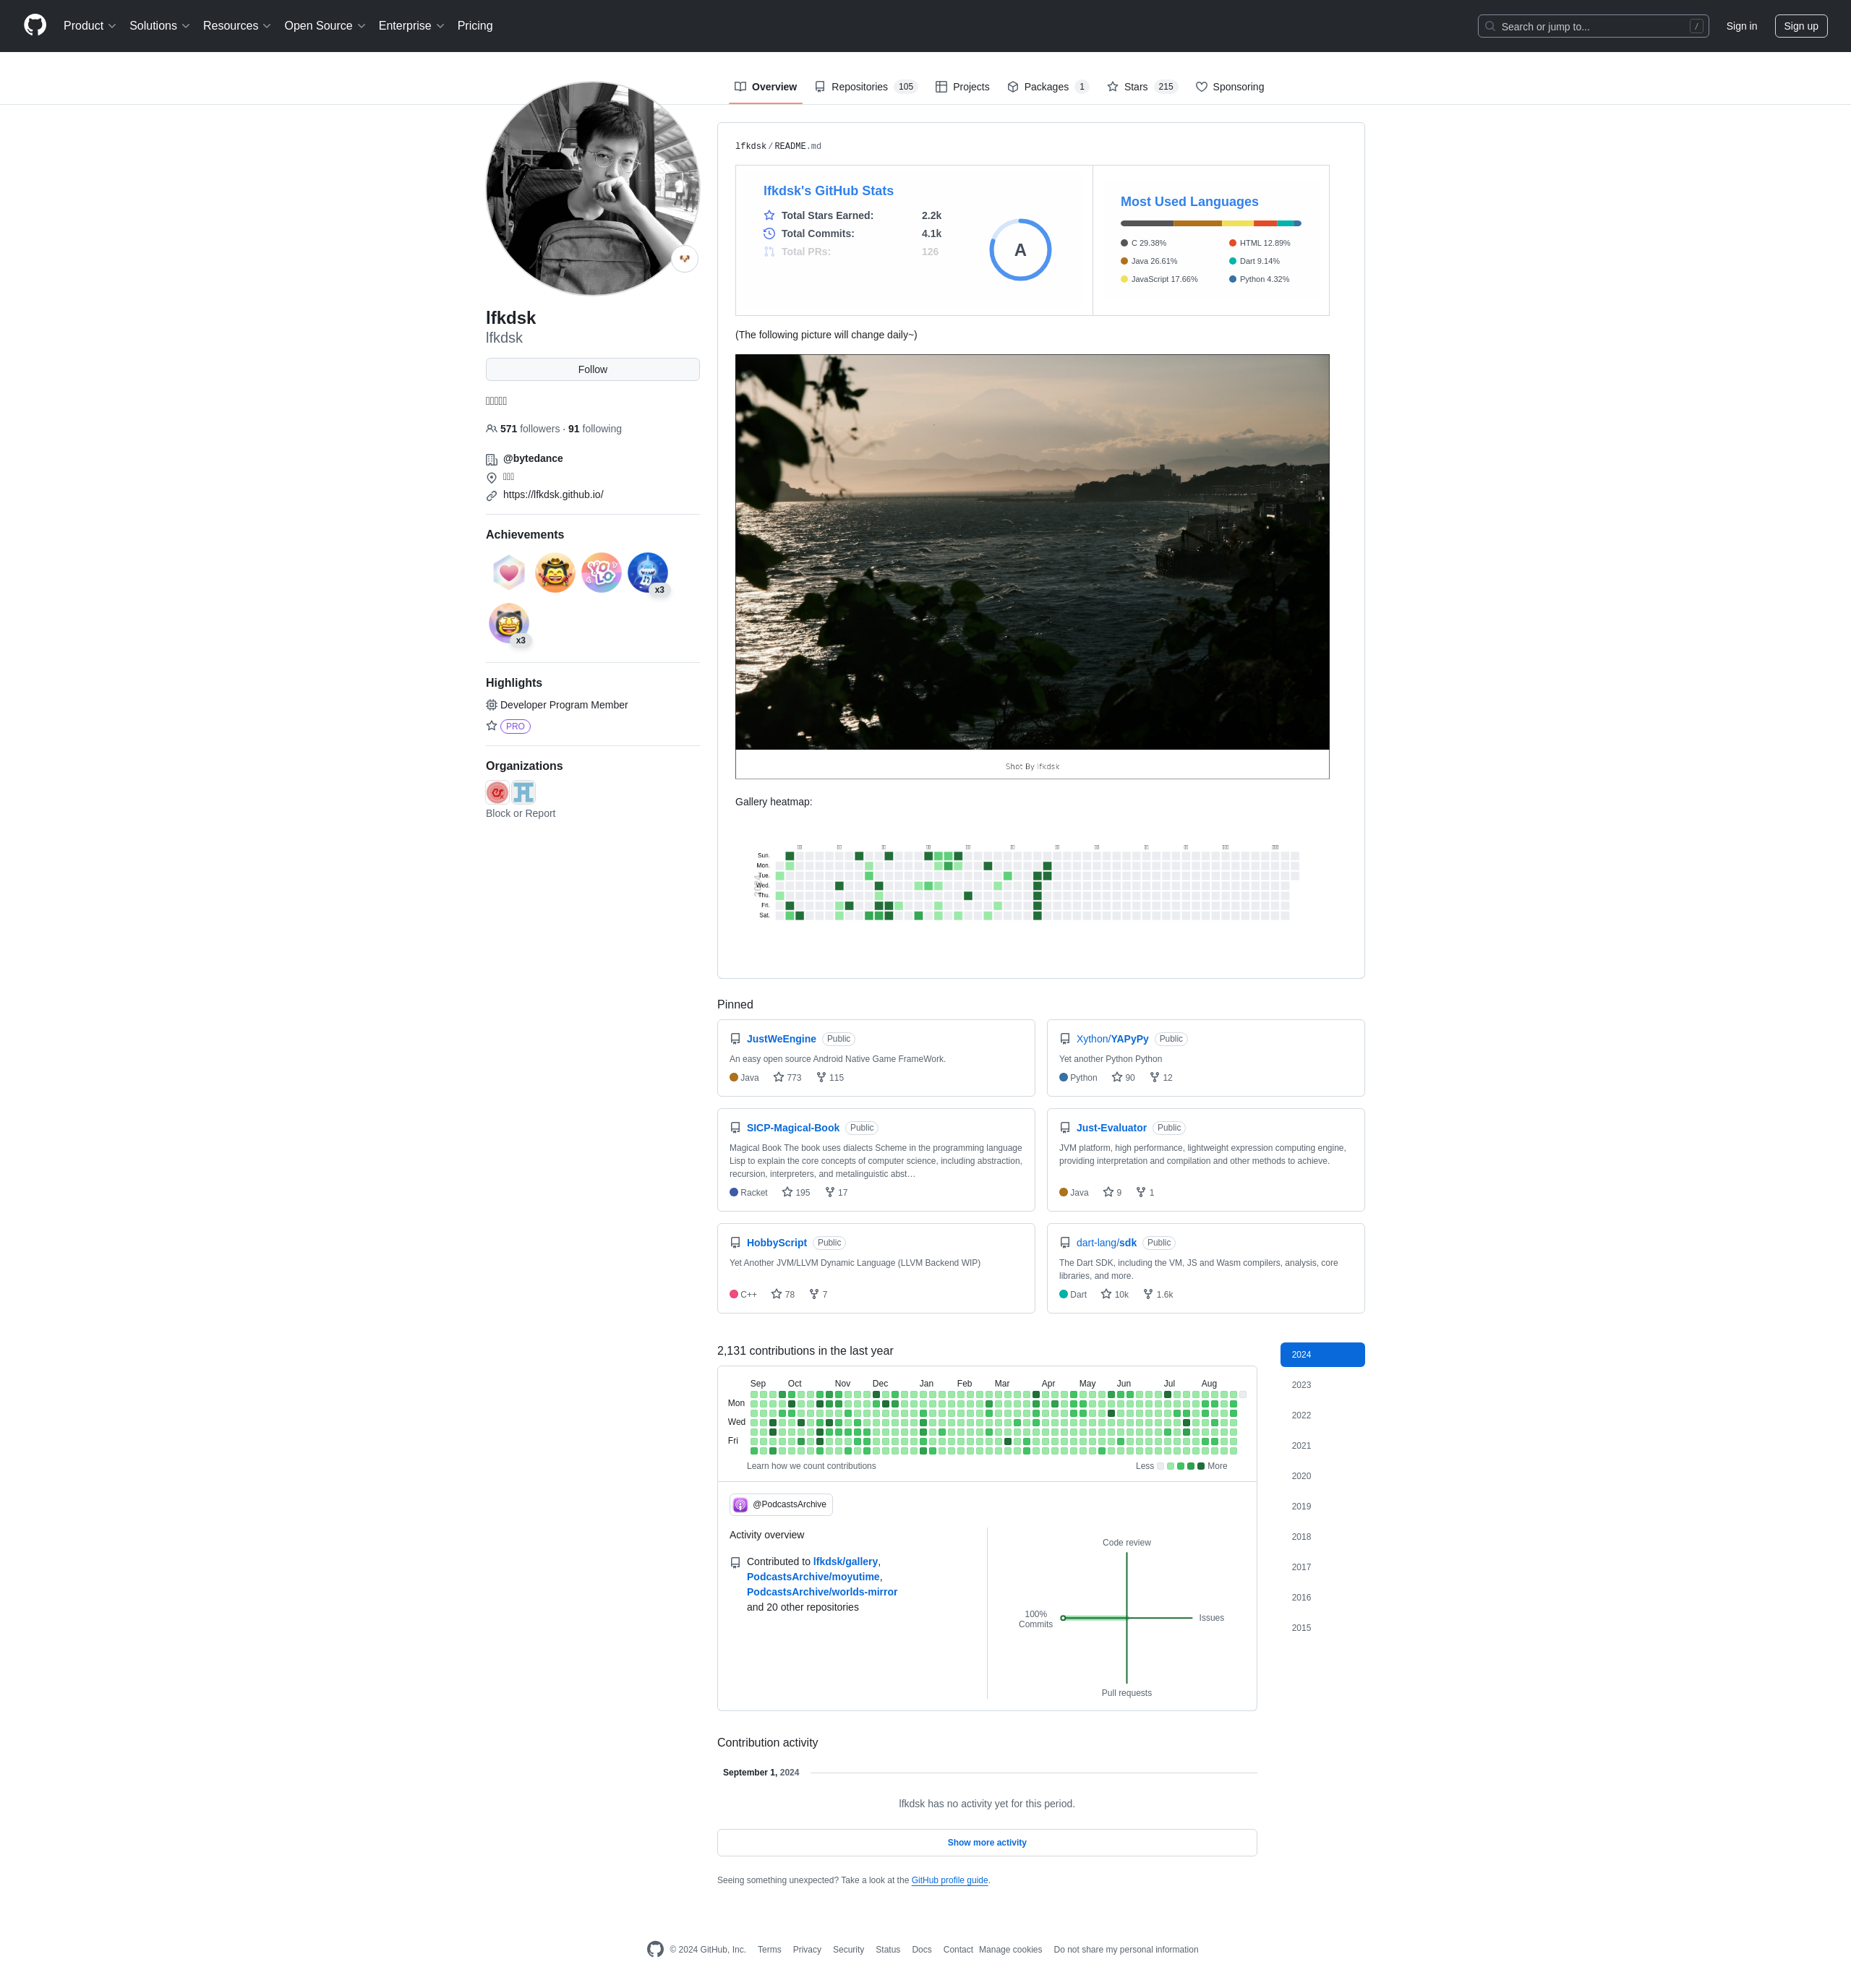 Product Solutions Resources Open Source Enterprise Pricing
Search or jump to... /
Sign in
Sign up
Overview
Repositories 105
Projects
Packages 1
Stars 215
Sponsoring
lfkdsk
lfkdsk
Follow
571 followers · 91 following
@bytedance
https://lfkdsk.github.io/
Achievements
YOLO
x3
x3
Highlights
Developer Program Member
PRO
Organizations
Block or Report
lfkdsk/README.md
lfkdsk's GitHub Stats
Total Stars Earned: 2.2k
Total Commits: 4.1k
Total PRs: 126
A
Most Used Languages
C 29.38%
Java 26.61%
JavaScript 17.66%
HTML 12.89%
Dart 9.14%
Python 4.32%
(The following picture will change daily~)
Shot By lfkdsk
Gallery heatmap:
2024
Sun.
Mon.
Tue.
Wed.
Thu.
Fri.
Sat.
Pinned
JustWeEngine Public
An easy open source Android Native Game FrameWork.
Java 773 115
Xython/YAPyPy Public
Yet another Python Python
Python 90 12
SICP-Magical-Book Public
Magical Book The book uses dialects Scheme in the programming language
Lisp to explain the core concepts of computer science, including abstraction,
recursion, interpreters, and metalinguistic abst…
Racket 195 17
Just-Evaluator Public
JVM platform, high performance, lightweight expression computing engine,
providing interpretation and compilation and other methods to achieve.
Java 9 1
HobbyScript Public
Yet Another JVM/LLVM Dynamic Language (LLVM Backend WIP)
C++ 78 7
dart-lang/sdk Public
The Dart SDK, including the VM, JS and Wasm compilers, analysis, core
libraries, and more.
Dart 10k 1.6k
2,131 contributions in the last year
Sep Oct Nov Dec Jan Feb Mar Apr May Jun Jul Aug
Mon
Wed
Fri
Learn how we count contributions
Less More
@PodcastsArchive
Activity overview
Contributed to lfkdsk/gallery,
PodcastsArchive/moyutime,
PodcastsArchive/worlds-mirror
and 20 other repositories
Code review
100%
Commits
Issues
Pull requests
2024
2023
2022
2021
2020
2019
2018
2017
2016
2015
Contribution activity
September 1, 2024
lfkdsk has no activity yet for this period.
Show more activity
Seeing something unexpected? Take a look at the GitHub profile guide.
© 2024 GitHub, Inc. Terms Privacy Security Status Docs Contact Manage cookies Do not share my personal information